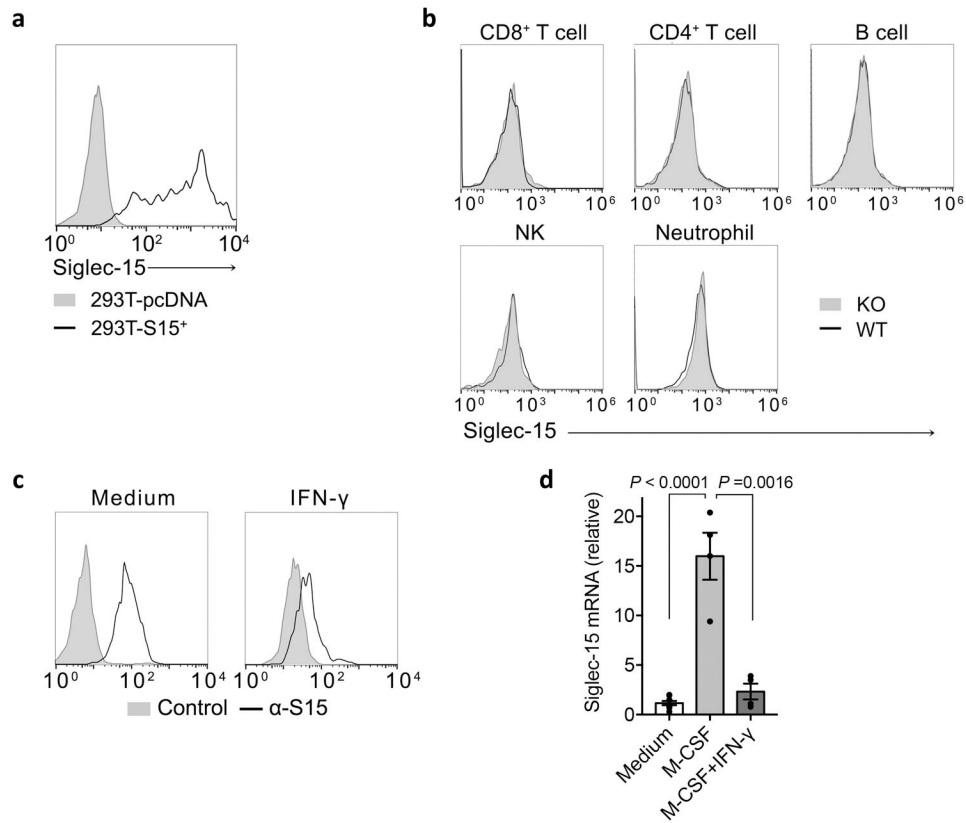 a
10⁰ 10² 10⁴
Siglec-15
293T-pcDNA
293T-S15⁺
b
CD8⁺ T cell
10⁰ 10³ 10⁶
CD4⁺ T cell
10⁰ 10³ 10⁶
B cell
10⁰ 10³ 10⁶
NK
10⁰ 10³ 10⁶
Neutrophil
10⁰ 10³ 10⁶
KO
WT
Siglec-15
c
Medium
10⁰ 10² 10⁴
IFN-γ
10⁰ 10² 10⁴
Control α-S15
d
P < 0.0001 P =0.0016
Siglec-15 mRNA (relative)
20
15
10
5
0
Medium
M-CSF
M-CSF+IFN-γ